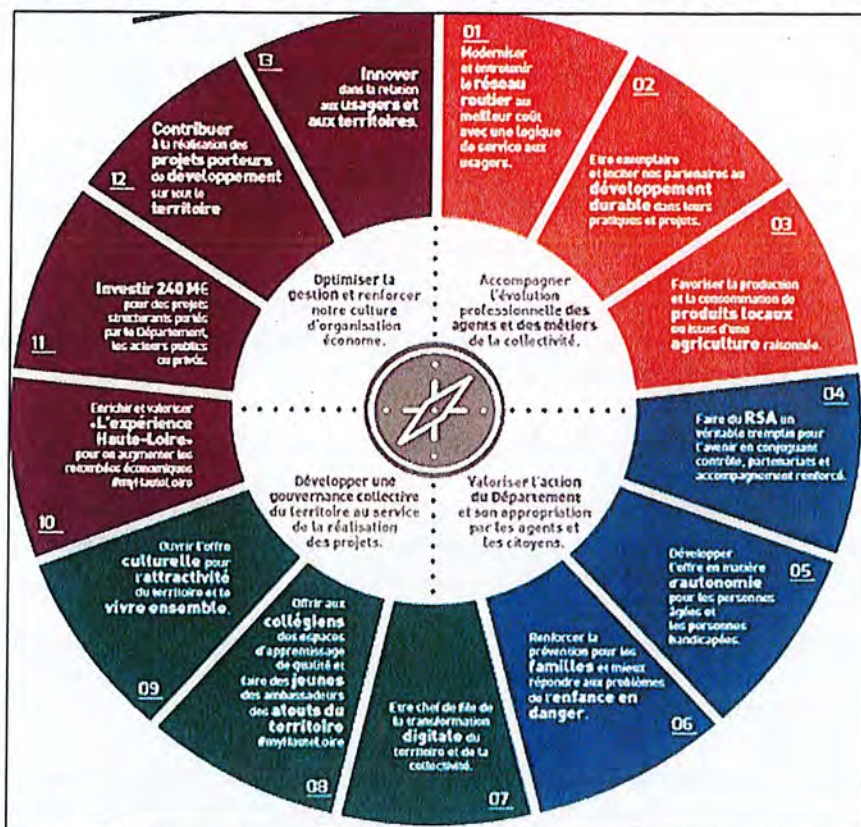 01
Moderniser
et entretenir
le réseau
routier au
meilleur coût
avec une logique
de service aux
usagers.
02
Etre exemplaire
et inciter nos partenaires au
développement
durable dans leurs
pratiques et projets.
03
Favoriser la production
et la consommation de
produits locaux
ou issus d'une
agriculture raisonnée.
04
Faire du RSA un
véritable tremplin pour
l'avenir en conjuguant
contrôle, partenariats et
accompagnement renforcé.
05
Développer
l'offre en matière
d'autonomie
pour les personnes
âgées et
les personnes
handicapées.
06
Renforcer la
prévention pour les
familles et mieux
répondre aux problèmes
de l'enfance en
danger.
07
Etre chef de file de
la transformation
digitale du
territoire et de la
collectivité.
08
Offrir aux
collégiens
des espaces
d'apprentissage
de qualité et
faire des jeunes
des ambassadeurs
des atouts du
territoire
#myHauteLoire
09
Ouvrir l'offre
culturelle pour
l'attractivité
du territoire et le
vivre ensemble.
10
Enrichir et valoriser
«L'expérience
Haute-Loire»
pour en augmenter les
retombées économiques
#myHauteLoire
11
Investir 240 M€
pour des projets
structurants portés
par le Département,
les acteurs publics
ou privés.
12
Contribuer
à la réalisation des
projets porteurs
de développement
sur tout le
territoire
13
Innover
dans la relation
aux usagers et
aux territoires.
Optimiser la
gestion et renforcer
notre culture
d'organisation
économe.
Accompagner
l'évolution
professionnelle des
agents et des métiers
de la collectivité.
Développer une
gouvernance collective
du territoire au service
de la réalisation
des projets.
Valoriser l'action
du Département
et son appropriation
par les agents et
les citoyens.